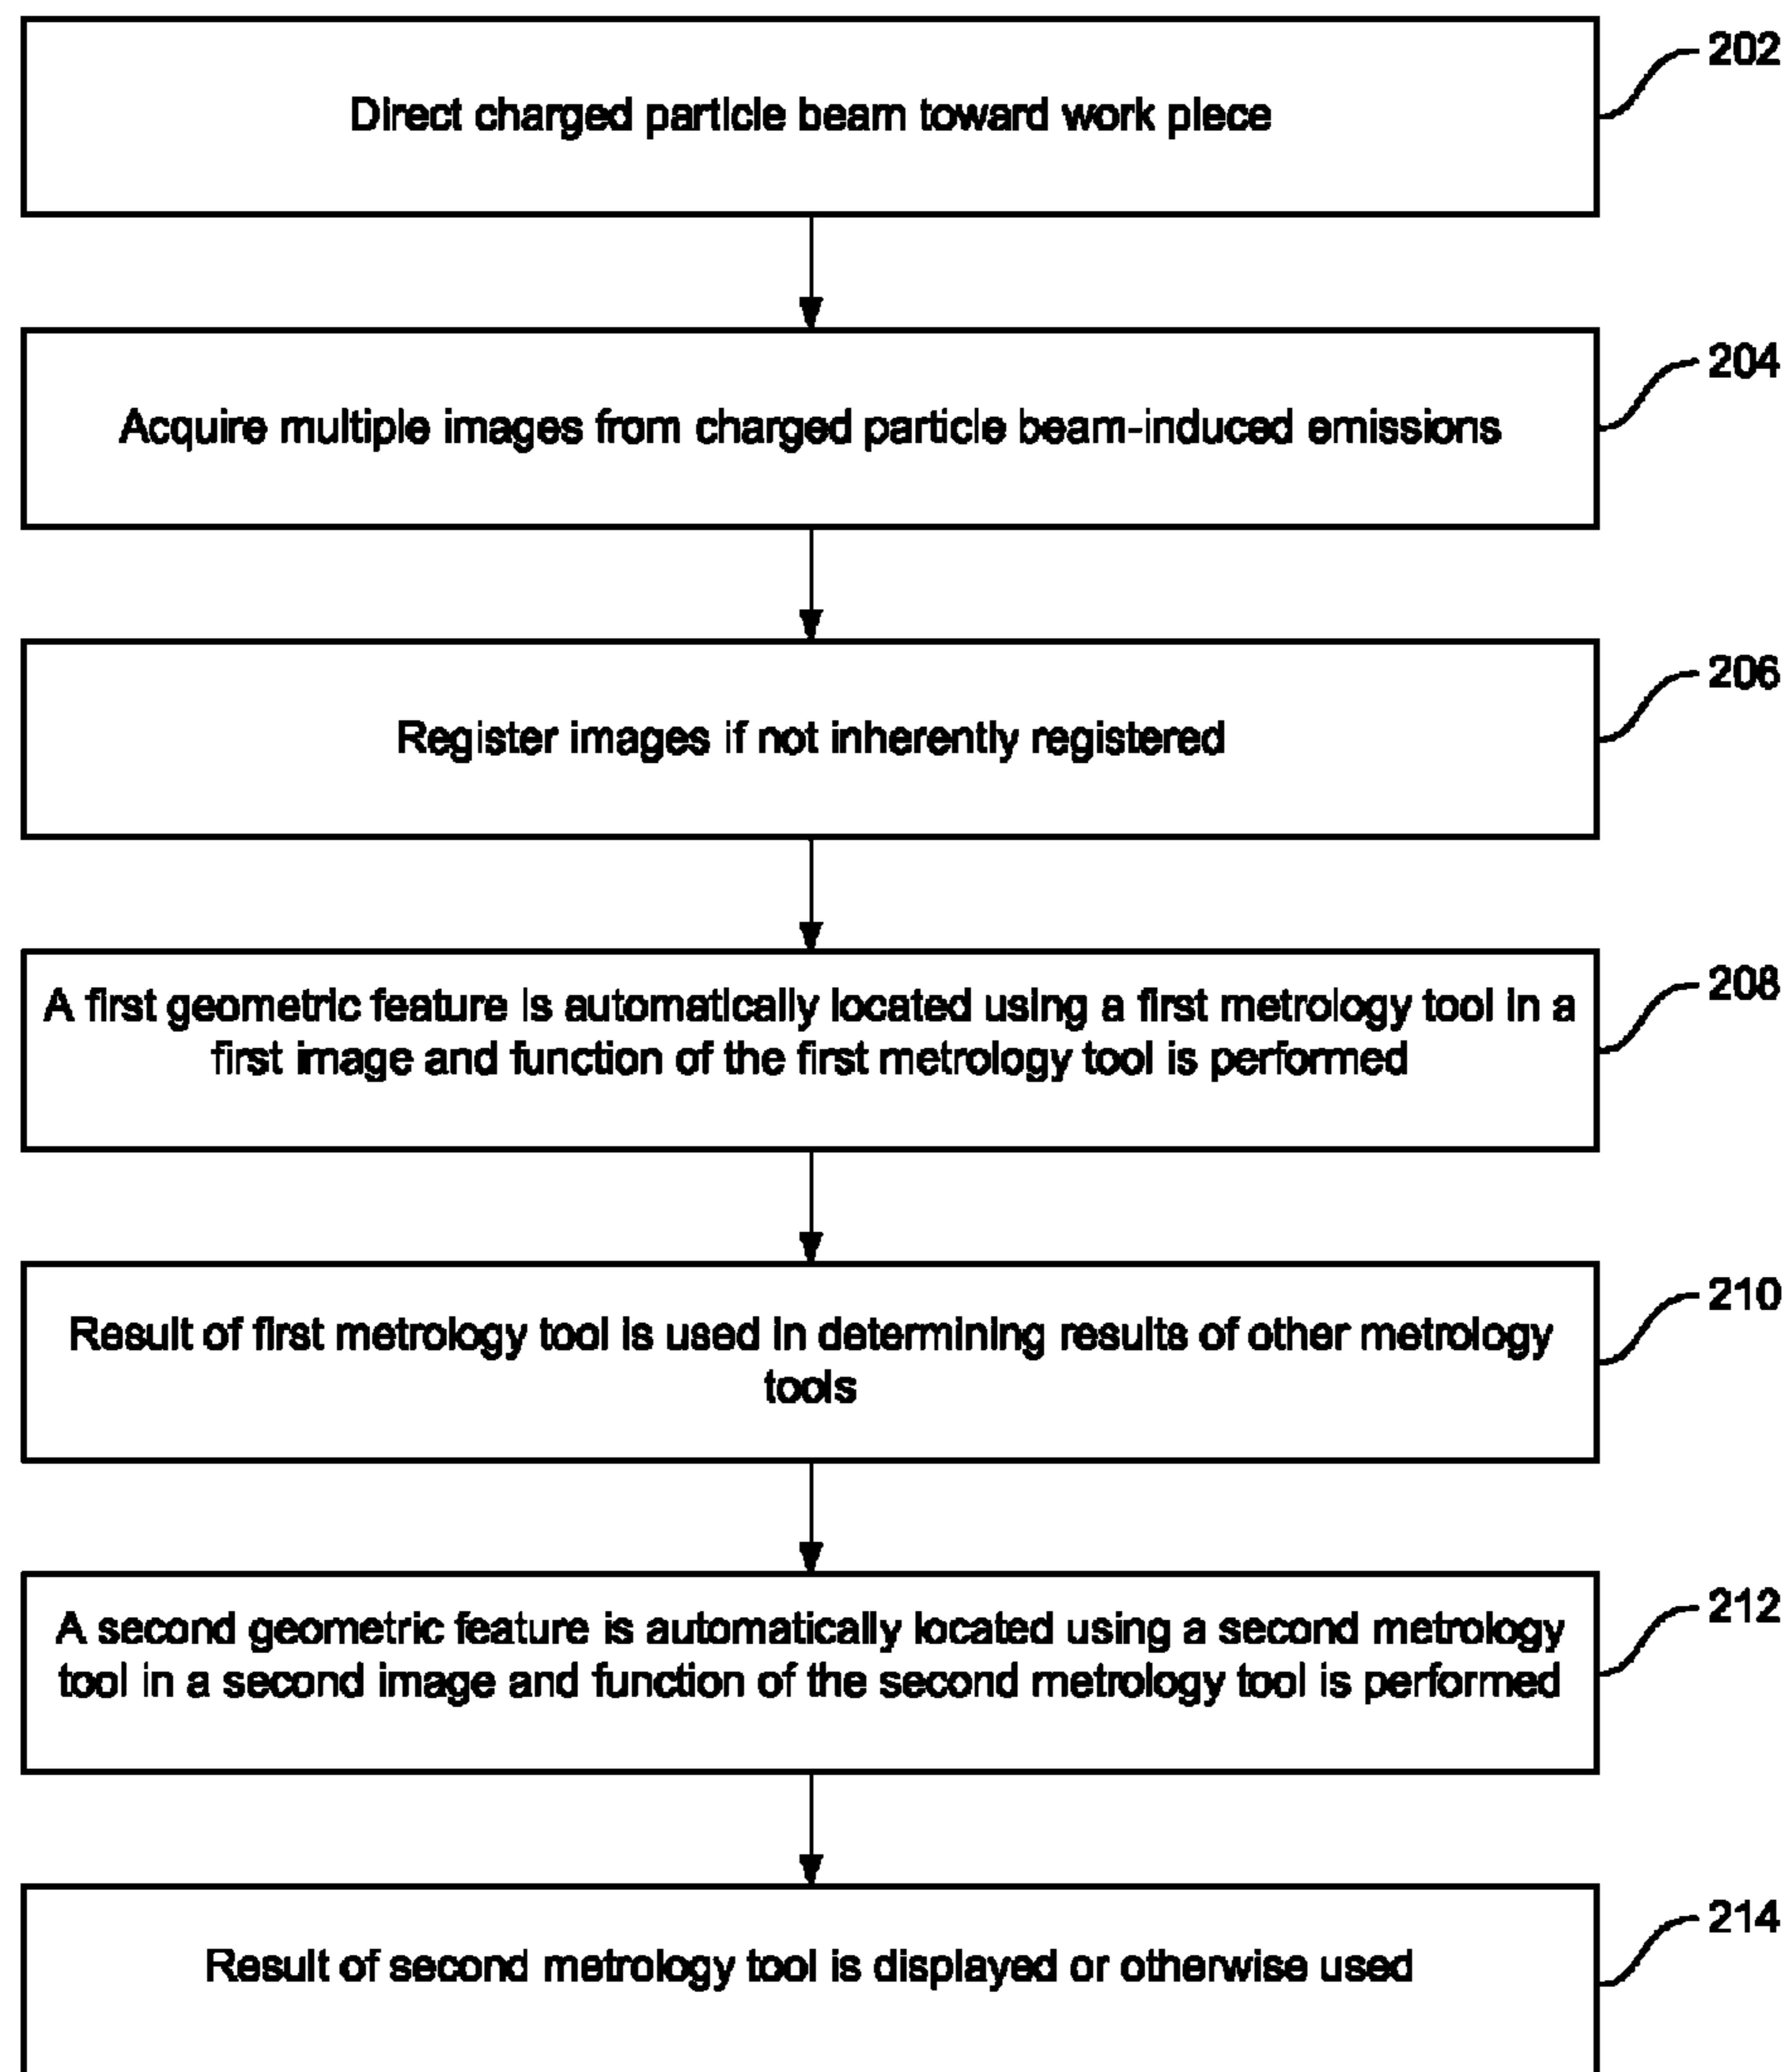 Direct charged particle beam toward work piece
202
Acquire multiple images from charged particle beam-induced emissions
204
Register images if not inherently registered
206
A first geometric feature is automatically located using a first metrology tool in a
first image and function of the first metrology tool is performed
208
Result of first metrology tool is used in determining results of other metrology
tools
210
A second geometric feature is automatically located using a second metrology
tool in a second image and function of the second metrology tool is performed
212
Result of second metrology tool is displayed or otherwise used
214